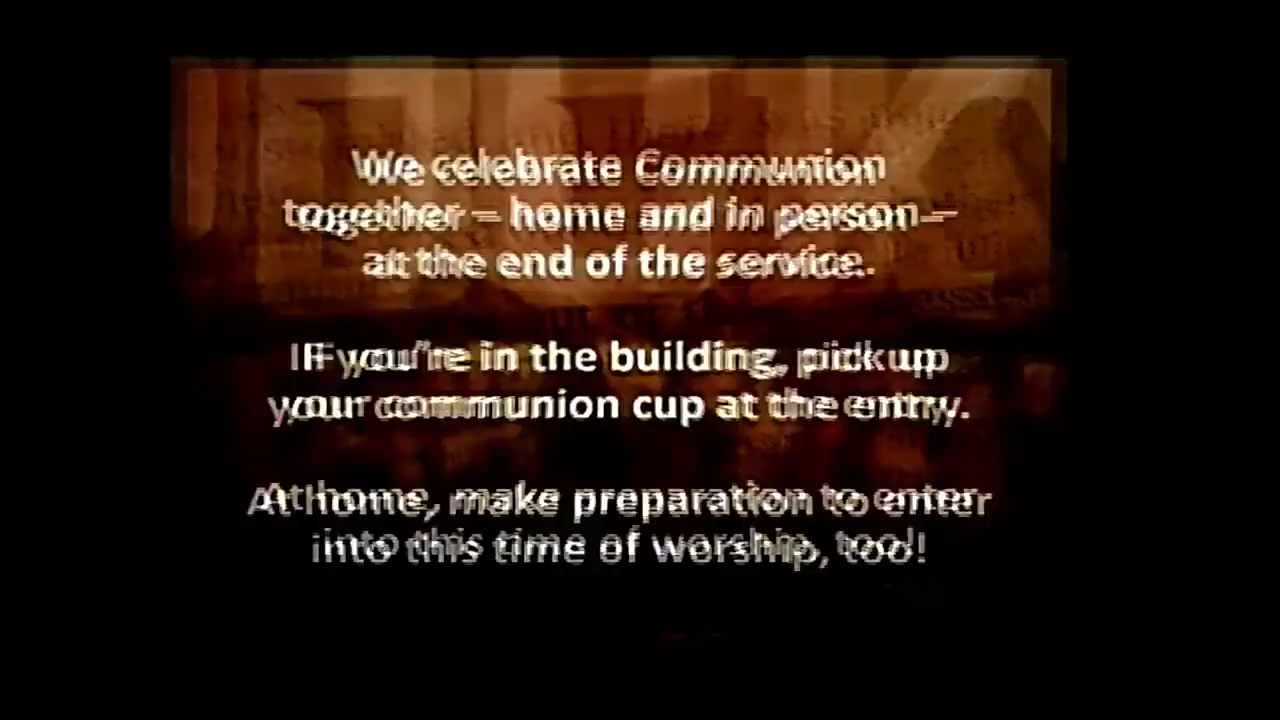 We celebrate Communion
together – home and in person –
at the end of the service.
If you're in the building, pick up
your communion cup at the entry.
At home, make preparation to enter
into this time of worship, too!